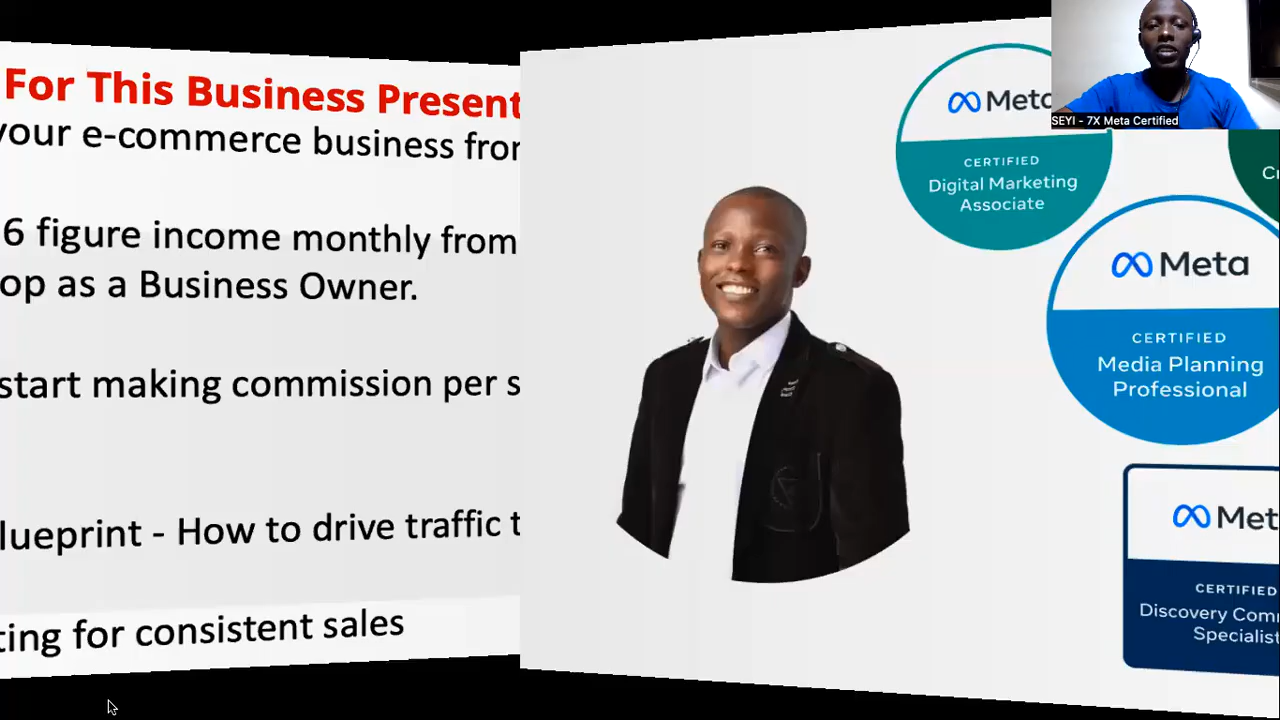 For This Business Present
your e-commerce business from
6 figure income monthly from
op as a Business Owner.
start making commission per s
lueprint - How to drive traffic t
ting for consistent sales
Meta
CERTIFIED
Digital Marketing
Associate
SEYI - 7X Meta Certified
Meta
CERTIFIED
Media Planning
Professional
Met
CERTIFIED
Discovery Com
Specialist